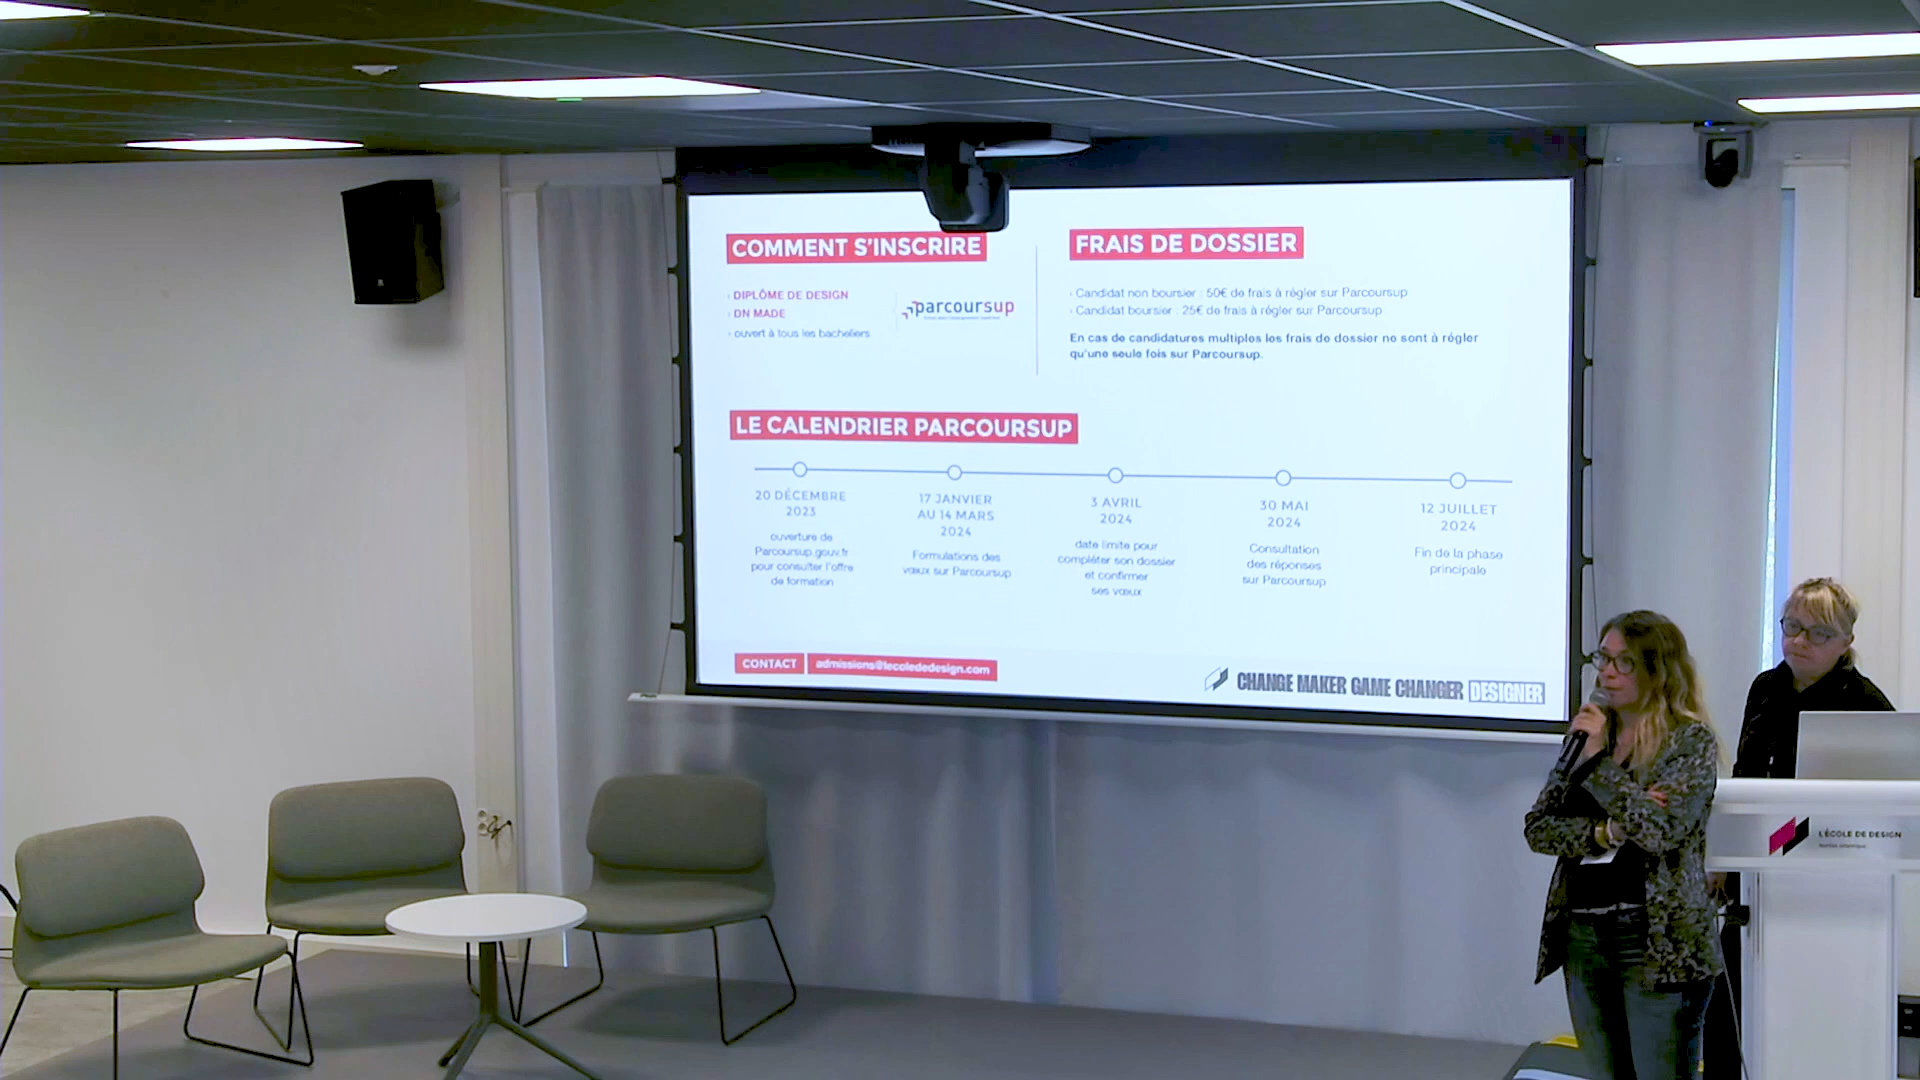 COMMENT S'INSCRIRE
› DIPLÔME DE DESIGN
› DN MADE
› ouvert à tous les bacheliers
parcoursup
FRAIS DE DOSSIER
› Candidat non boursier : 50€ de frais à régler sur Parcoursup
› Candidat boursier : 25€ de frais à régler sur Parcoursup
En cas de candidatures multiples les frais de dossier ne sont à régler
qu'une seule fois sur Parcoursup.
LE CALENDRIER PARCOURSUP
20 DÉCEMBRE
2023
ouverture de
Parcoursup.gouv.fr
pour consulter l'offre
de formation
17 JANVIER
AU 14 MARS
2024
Formulations des
vœux sur Parcoursup
3 AVRIL
2024
date limite pour
compléter son dossier
et confirmer
ses vœux
30 MAI
2024
Consultation
des réponses
sur Parcoursup
12 JUILLET
2024
Fin de la phase
principale
CONTACT admissions@lecolededesign.com
CHANGE MAKER GAME CHANGER DESIGNER
L'ÉCOLE DE DESIGN
Nantes Atlantique